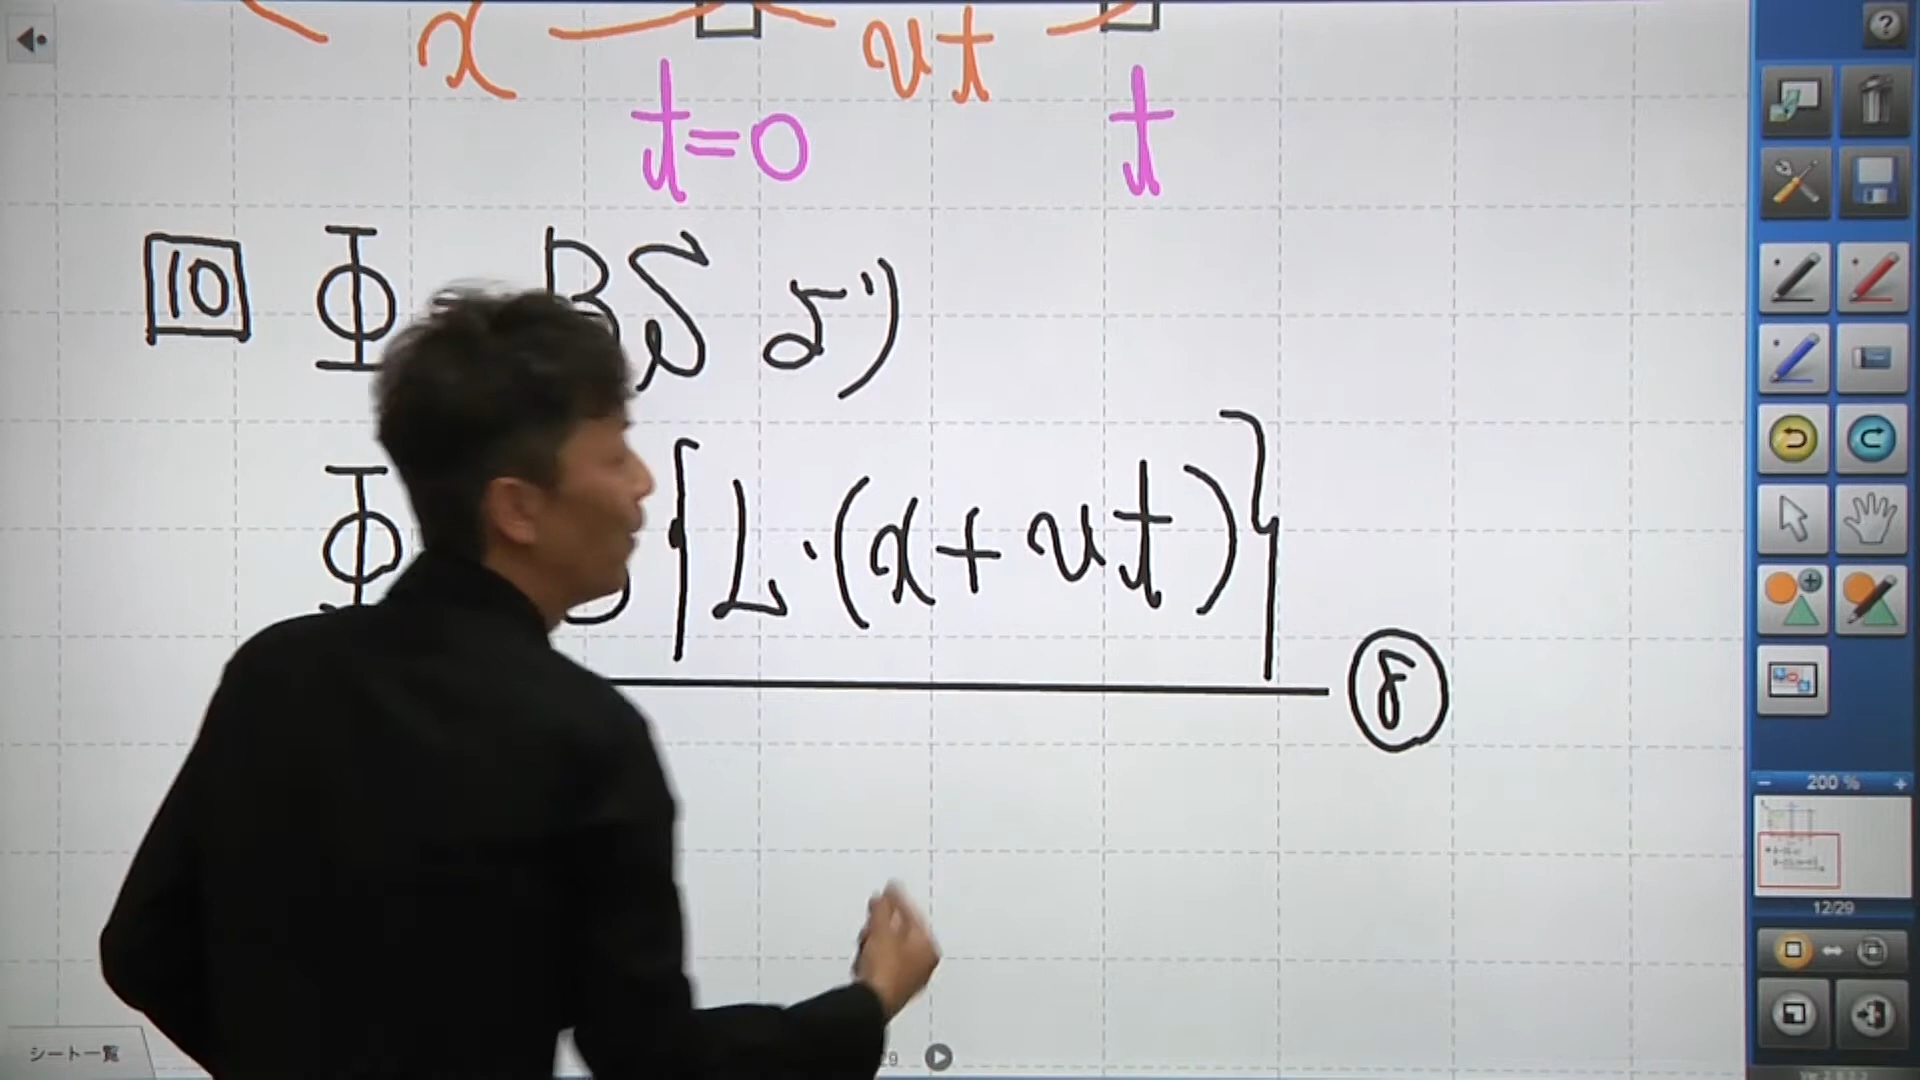 x vt
t=0 t
10 Φ BS より
Φ {L·(x+vt)}
⑧
200 %
12/29
シート一覧